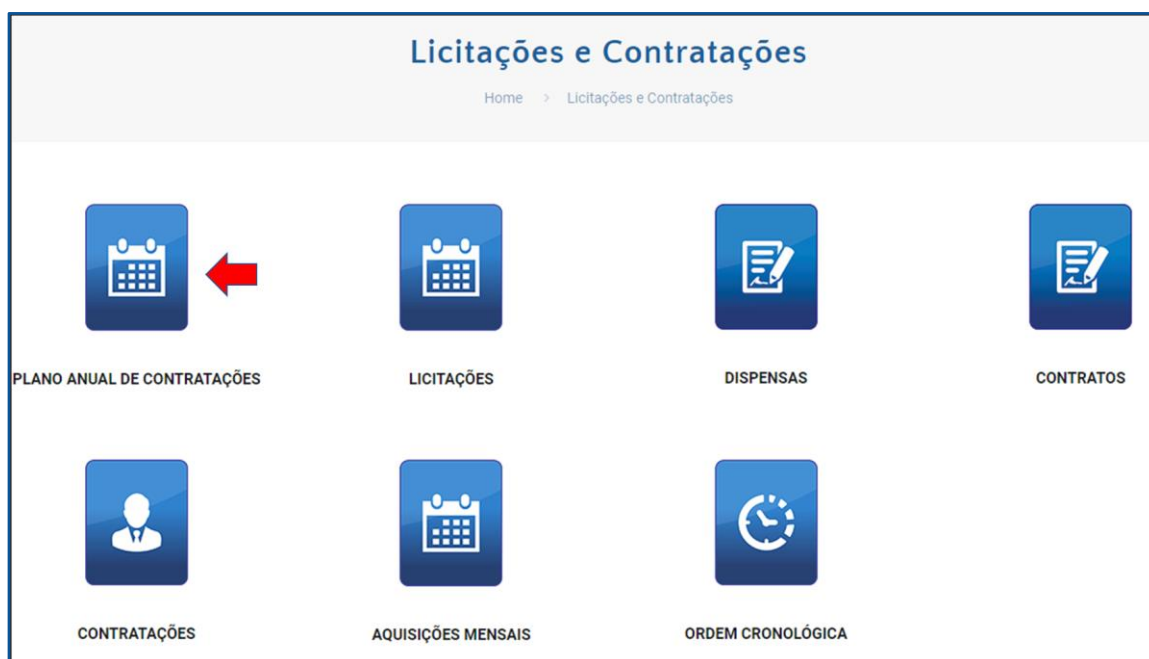 Licitações e Contratações
Home > Licitações e Contratações
PLANO ANUAL DE CONTRATAÇÕES
LICITAÇÕES
DISPENSAS
CONTRATOS
CONTRATAÇÕES
AQUISIÇÕES MENSAIS
ORDEM CRONOLÓGICA